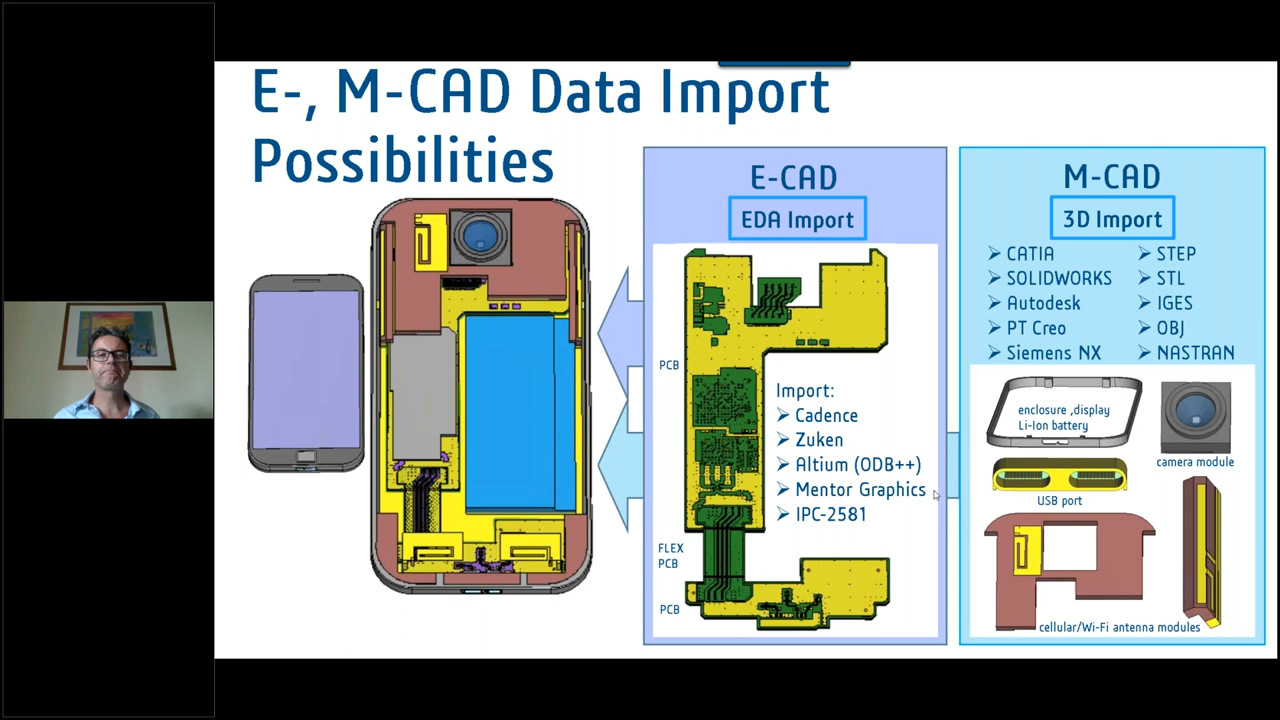 E-, M-CAD Data Import
Possibilities
E-CAD
EDA Import
PCB
Import:
Cadence
Zuken
Altium (ODB++)
Mentor Graphics
IPC-2581
FLEX
PCB
PCB
M-CAD
3D Import
CATIA
SOLIDWORKS
Autodesk
PT Creo
Siemens NX
STEP
STL
IGES
OBJ
NASTRAN
enclosure ,display
Li-Ion battery
camera module
USB port
cellular/Wi-Fi antenna modules